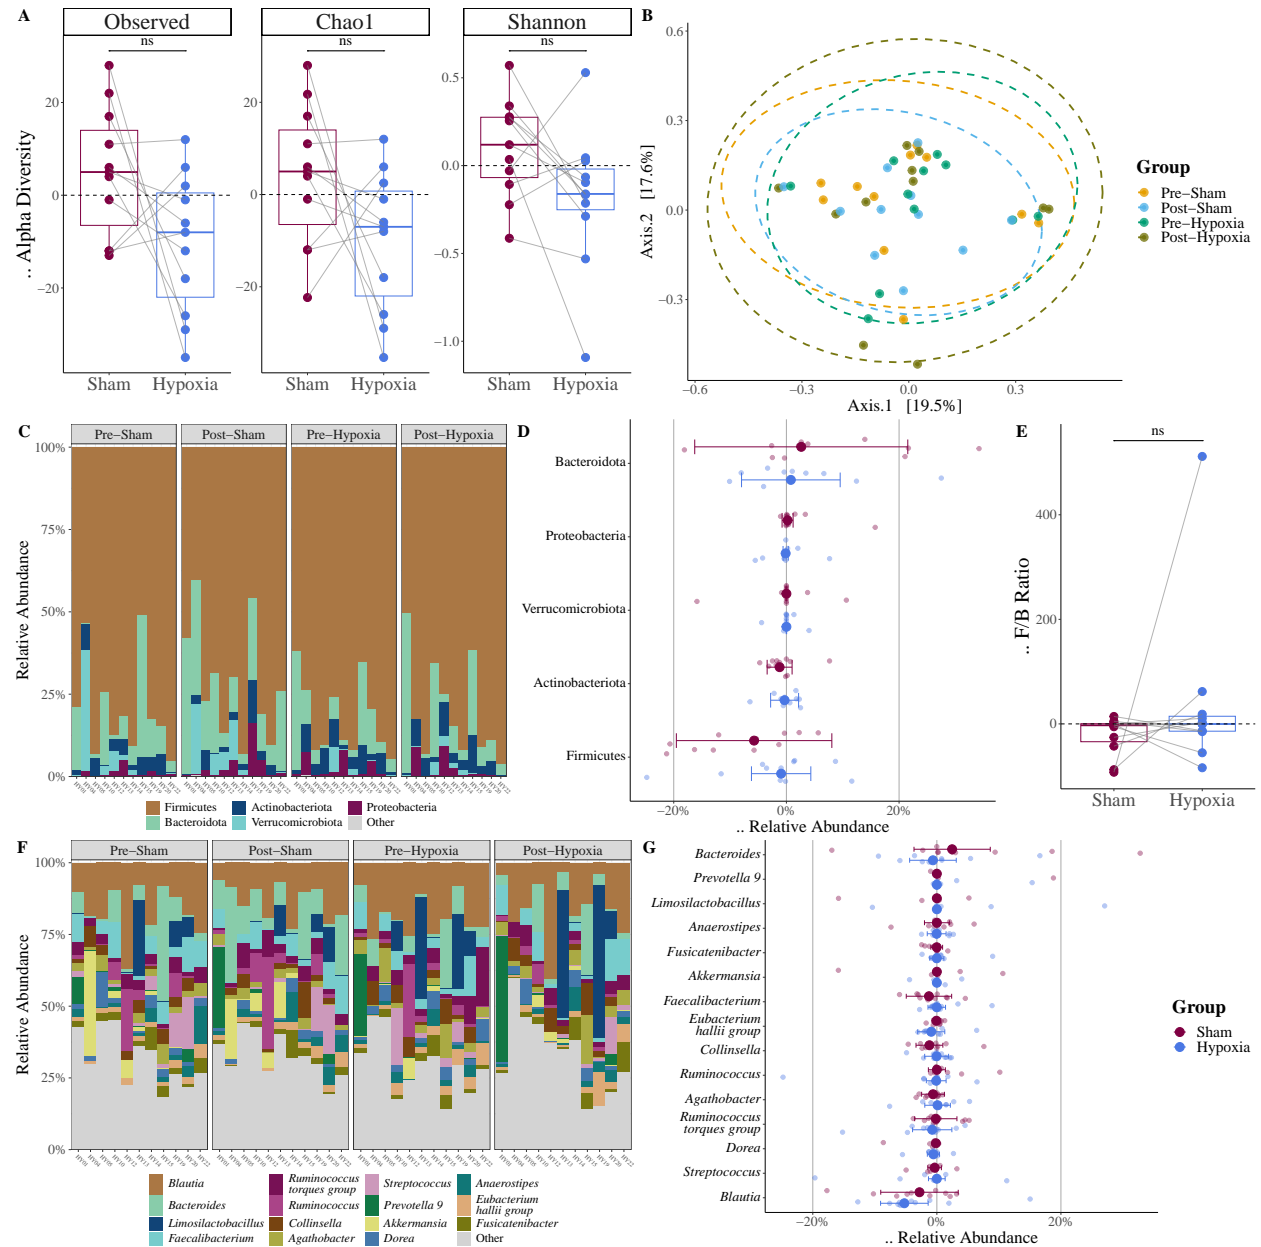 A
Observed
Chao1
Shannon
ns
ns
ns
.. Alpha Diversity
20
0
−20
20
0
−20
0.5
0.0
−0.5
−1.0
Sham
Hypoxia
Sham
Hypoxia
Sham
Hypoxia
B
Axis.2 [17.6%]
0.6
0.3
0.0
−0.3
−0.6
−0.3
0.0
0.3
Axis.1 [19.5%]
Group
Pre−Sham
Post−Sham
Pre−Hypoxia
Post−Hypoxia
C
Pre−Sham
Post−Sham
Pre−Hypoxia
Post−Hypoxia
Relative Abundance
100%
75%
50%
25%
0%
Firmicutes
Actinobacteriota
Proteobacteria
Bacteroidota
Verrucomicrobiota
Other
D
Bacteroidota
Proteobacteria
Verrucomicrobiota
Actinobacteriota
Firmicutes
−20%
0%
20%
.. Relative Abundance
E
ns
.. F/B Ratio
400
200
0
Sham
Hypoxia
F
Pre−Sham
Post−Sham
Pre−Hypoxia
Post−Hypoxia
Relative Abundance
100%
75%
50%
25%
0%
Blautia
Bacteroides
Limosilactobacillus
Faecalibacterium
Ruminococcus
torques group
Ruminococcus
Collinsella
Agathobacter
Streptococcus
Prevotella 9
Akkermansia
Dorea
Anaerostipes
Eubacterium
hallii group
Fusicatenibacter
Other
G
Bacteroides
Prevotella 9
Limosilactobacillus
Anaerostipes
Fusicatenibacter
Akkermansia
Faecalibacterium
Eubacterium
hallii group
Collinsella
Ruminococcus
Agathobacter
Ruminococcus
torques group
Dorea
Streptococcus
Blautia
−20%
0%
20%
.. Relative Abundance
Group
Sham
Hypoxia